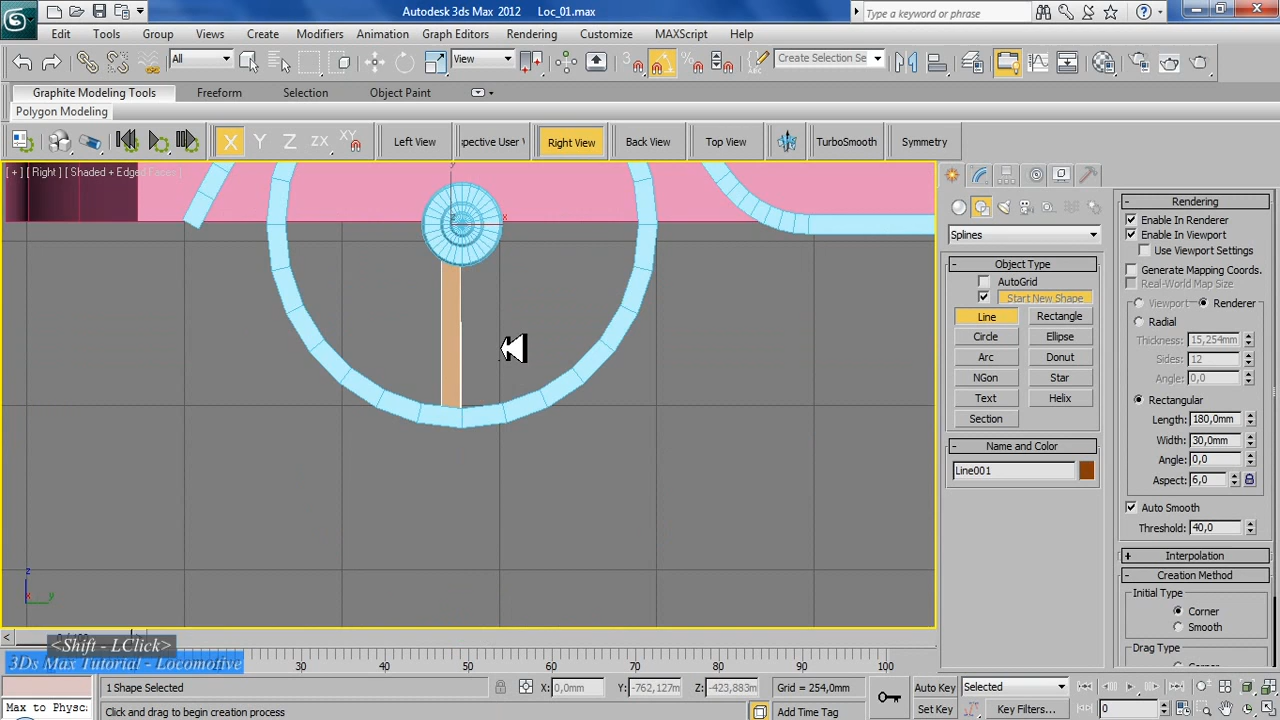 Autodesk 3ds Max 2012 Loc_01.max
Type a keyword or phrase
Edit Tools Group Views Create Modifiers Animation Graph Editors Rendering Customize MAXScript Help
All View Create Selection Se
Graphite Modeling Tools Freeform Selection Object Paint
Polygon Modeling
X Y Z ZX XY Left View spective User V Right View Back View Top View TurboSmooth Symmetry
[ + ] [ Right ] [ Shaded + Edged Faces ]
Splines
- Object Type
AutoGrid
Start New Shape
Line Rectangle
Circle Ellipse
Arc Donut
NGon Star
Text Helix
Section
- Name and Color
Line001
- Rendering
Enable In Renderer
Enable In Viewport
Use Viewport Settings
Generate Mapping Coords.
Real-World Map Size
Viewport Renderer
Radial
Thickness: 15,254mm
Sides: 12
Angle: 0,0
Rectangular
Length: 180,0mm
Width: 30,0mm
Angle: 0,0
Aspect: 6,0
Auto Smooth
Threshold: 40,0
+ Interpolation
- Creation Method
Initial Type
Corner
Smooth
Drag Type
<Shift - LClick>
3Ds Max Tutorial - Locomotive
30 40 50 60 70 80 90 100
1 Shape Selected X: 0,0mm Y: -762,127m Z: -423,883m Grid = 254,0mm Auto Key Selected
Max to Physc Click and drag to begin creation process Add Time Tag Set Key Key Filters... 0